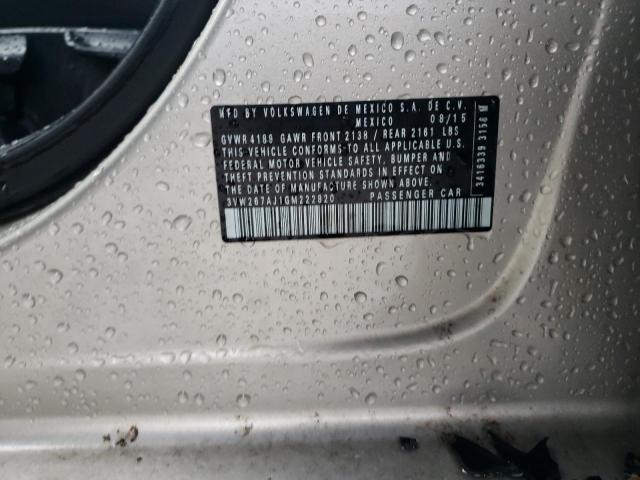 MFD BY VOLKSWAGEN DE MEXICO S.A. DE C.V.
MEXICO 08/15
GVWR 4189 GAWR FRONT 2138 / REAR 2161 LBS
THIS VEHICLE CONFORMS TO ALL APPLICABLE U.S.
FEDERAL MOTOR VEHICLE SAFETY, BUMPER AND
THEFT PREVENTION STANDARDS IN EFFECT ON
THE DATE OF MANUFACTURE SHOWN ABOVE.
3VW267AJ1GM222820 PASSENGER CAR
3416339 3156 M